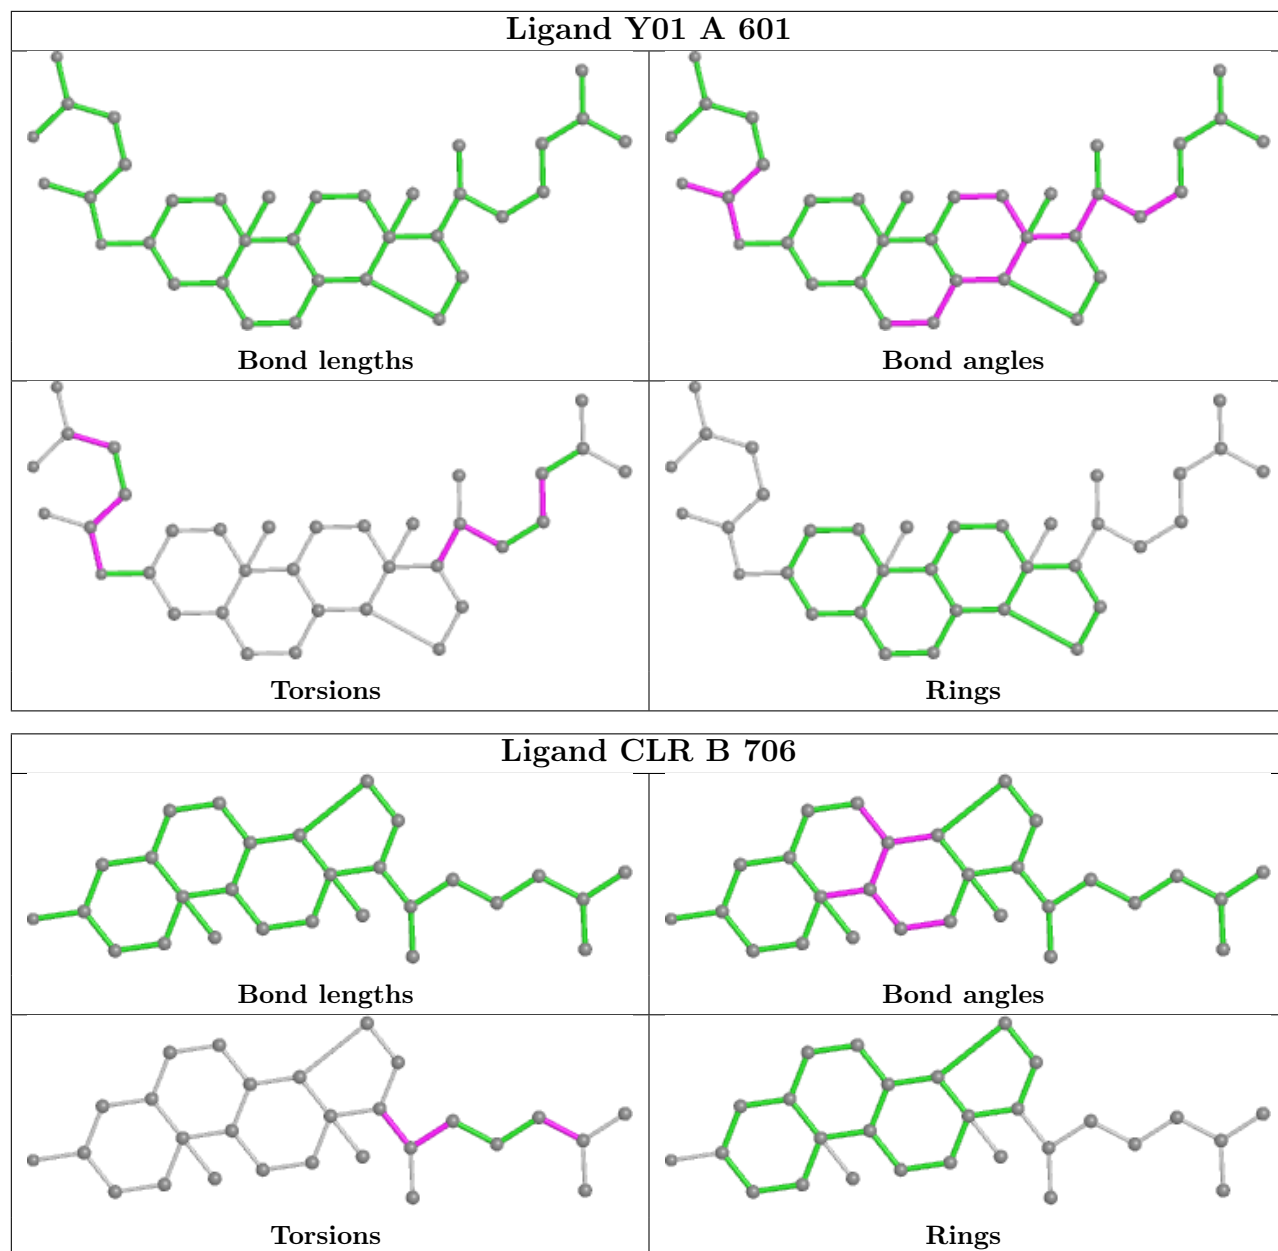 Ligand Y01 A 601
Bond lengths
Bond angles
Torsions
Rings
Ligand CLR B 706
Bond lengths
Bond angles
Torsions
Rings